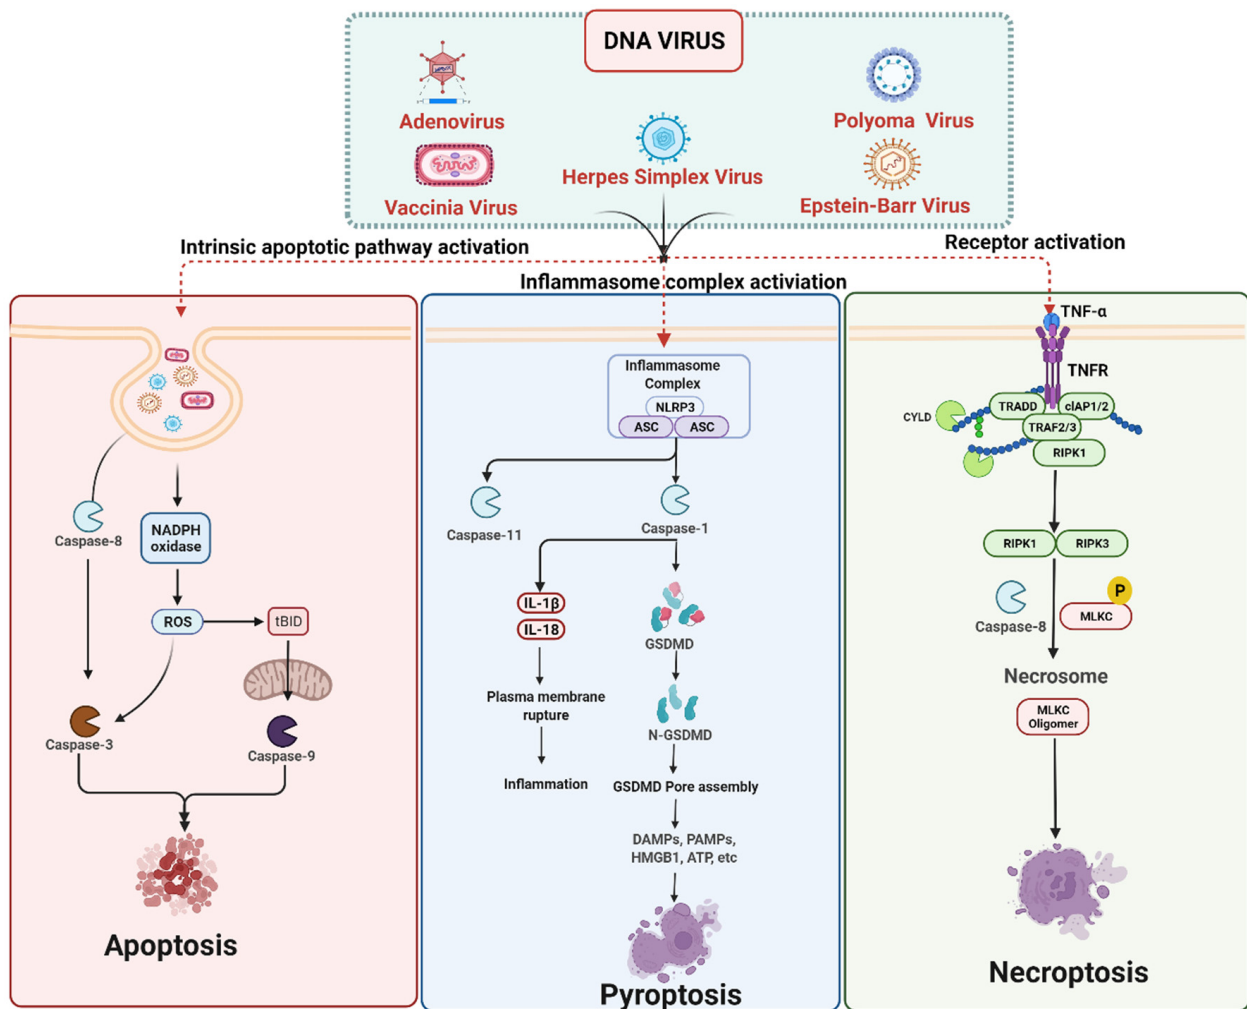 DNA VIRUS
Adenovirus
Polyoma Virus
Herpes Simplex Virus
Vaccinia Virus
Epstein-Barr Virus
Intrinsic apoptotic pathway activation
Receptor activation
Inflammasome complex activiation
TNF-α
TNFR
CYLD
TRADD
cIAP1/2
TRAF2/3
RIPK1
RIPK1
RIPK3
Caspase-8
P
MLKC
Necrosome
MLKC
Oligomer
Necroptosis
Inflammasome
Complex
NLRP3
ASC
ASC
Caspase-11
Caspase-1
IL-1β
IL-18
GSDMD
Plasma membrane
rupture
N-GSDMD
Inflammation
GSDMD Pore assembly
DAMPs, PAMPs,
HMGB1, ATP, etc
Pyroptosis
Caspase-8
NADPH
oxidase
ROS
tBID
Caspase-3
Caspase-9
Apoptosis